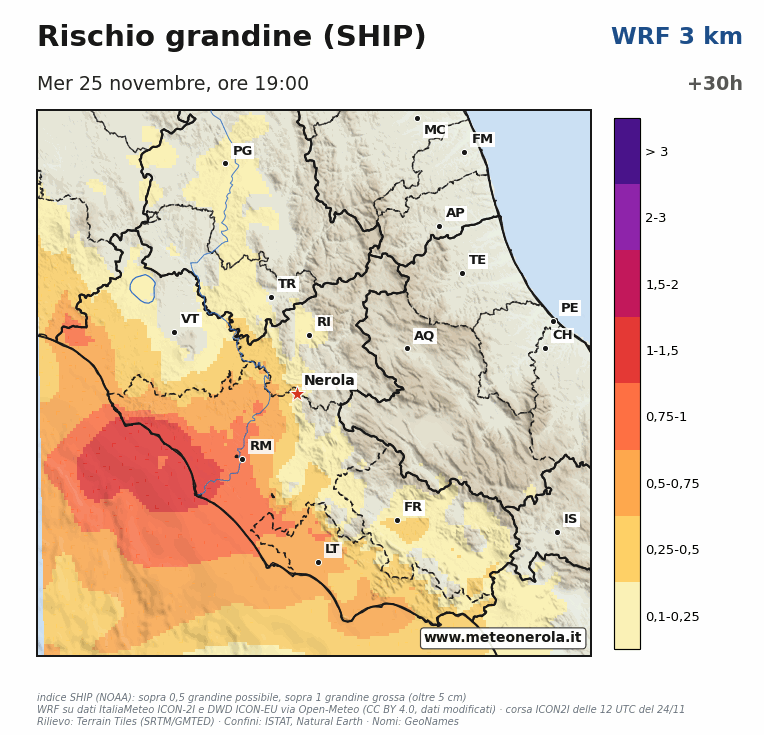 Rischio grandine (SHIP)
WRF 3 km
Mer 25 novembre, ore 19:00
+30h
MC
FM
PG
AP
TE
TR
PE
VT
RI
AQ
CH
Nerola
RM
FR
IS
LT
www.meteonerola.it
> 3
2-3
1,5-2
1-1,5
0,75-1
0,5-0,75
0,25-0,5
0,1-0,25
indice SHIP (NOAA): sopra 0,5 grandine possibile, sopra 1 grandine grossa (oltre 5 cm)
WRF su dati ItaliaMeteo ICON-2I e DWD ICON-EU via Open-Meteo (CC BY 4.0, dati modificati) · corsa ICON2I delle 12 UTC del 24/11
Rilievo: Terrain Tiles (SRTM/GMTED) · Confini: ISTAT, Natural Earth · Nomi: GeoNames